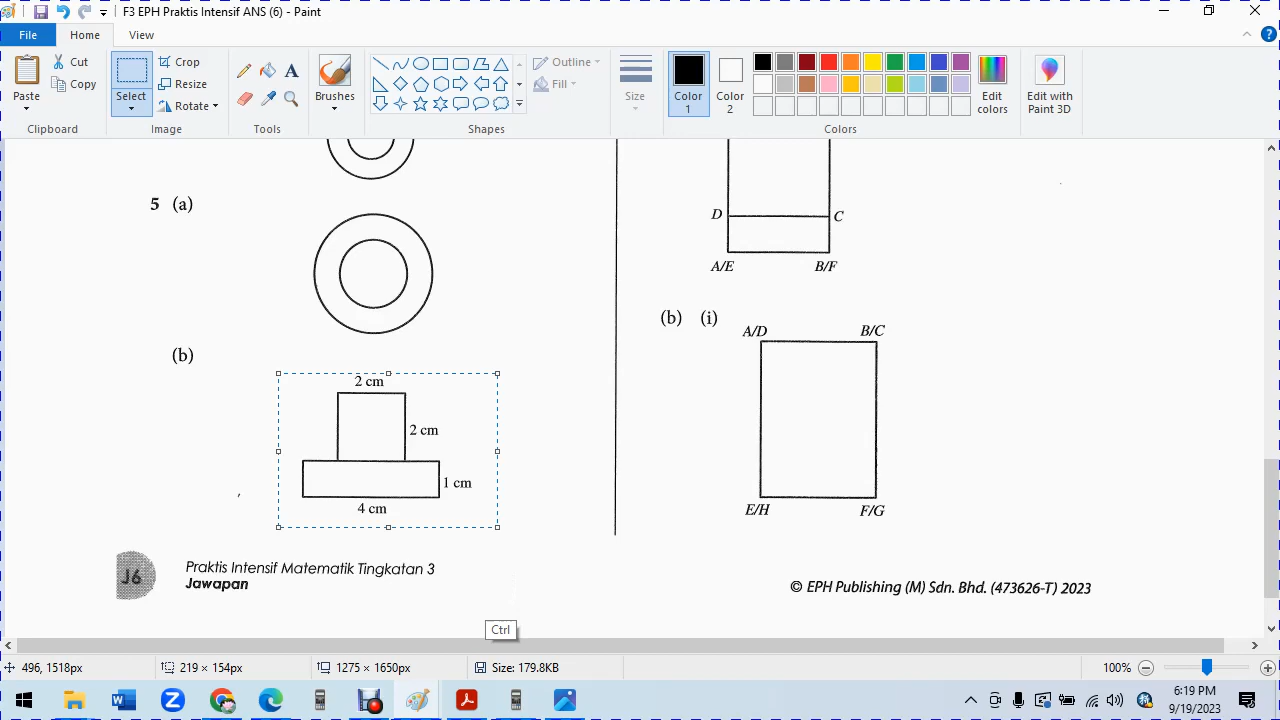 F3 EPH Praktis Intensif ANS (6) - Paint
File Home View
Paste
Cut
Copy
Clipboard
Select
Crop
Resize
Rotate
Image
A
Tools
Brushes
Outline
Fill
Shapes
Size
Color 1
Color 2
Edit colors
Colors
Edit with Paint 3D
5 (a)
(b)
2 cm
2 cm
1 cm
4 cm
D C
A/E B/F
(b) (i)
A/D B/C
E/H F/G
J6
Praktis Intensif Matematik Tingkatan 3
Jawapan
© EPH Publishing (M) Sdn. Bhd. (473626-T) 2023
Ctrl
496, 1518px
219 × 154px
1275 × 1650px
Size: 179.8KB
100%
6:19 PM
9/19/2023